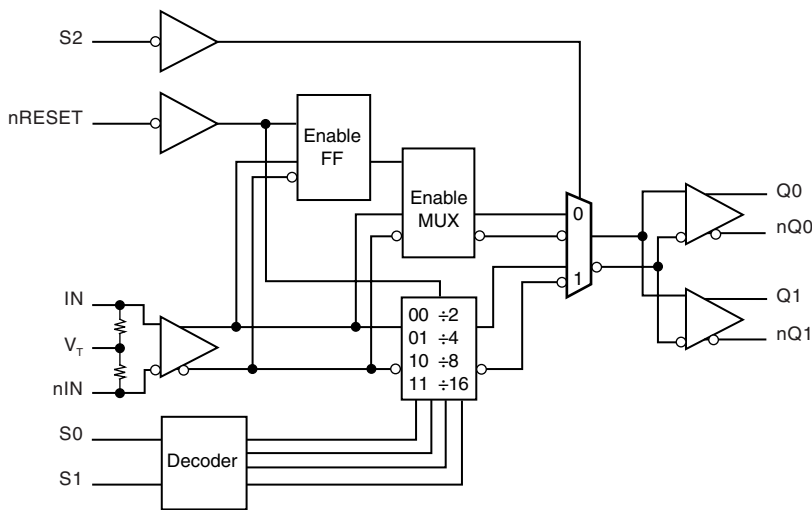 S2
nRESET
Enable
FF
Enable
MUX
0
1
Q0
nQ0
Q1
nQ1
IN
VT
nIN
00 ÷2
01 ÷4
10 ÷8
11 ÷16
S0
S1
Decoder